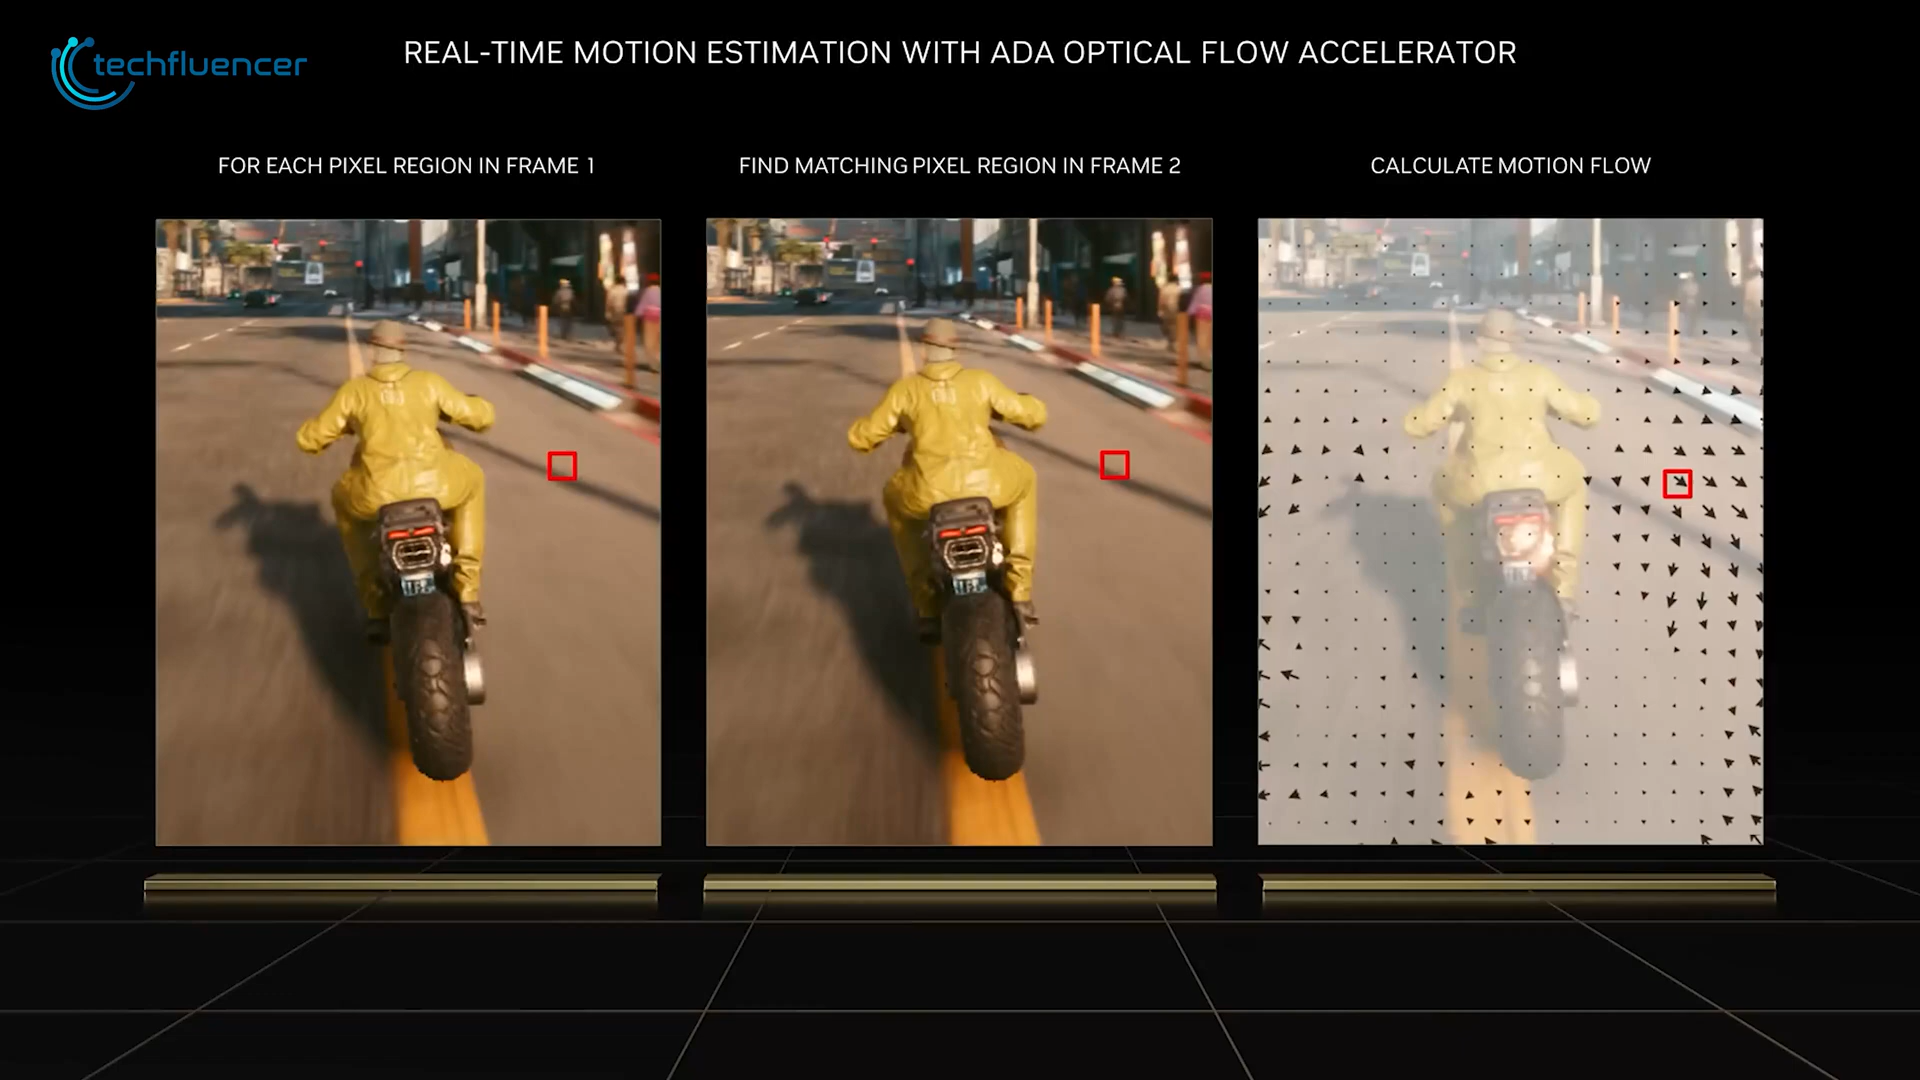 techfluencer
REAL-TIME MOTION ESTIMATION WITH ADA OPTICAL FLOW ACCELERATOR
FOR EACH PIXEL REGION IN FRAME 1
FIND MATCHING PIXEL REGION IN FRAME 2
CALCULATE MOTION FLOW